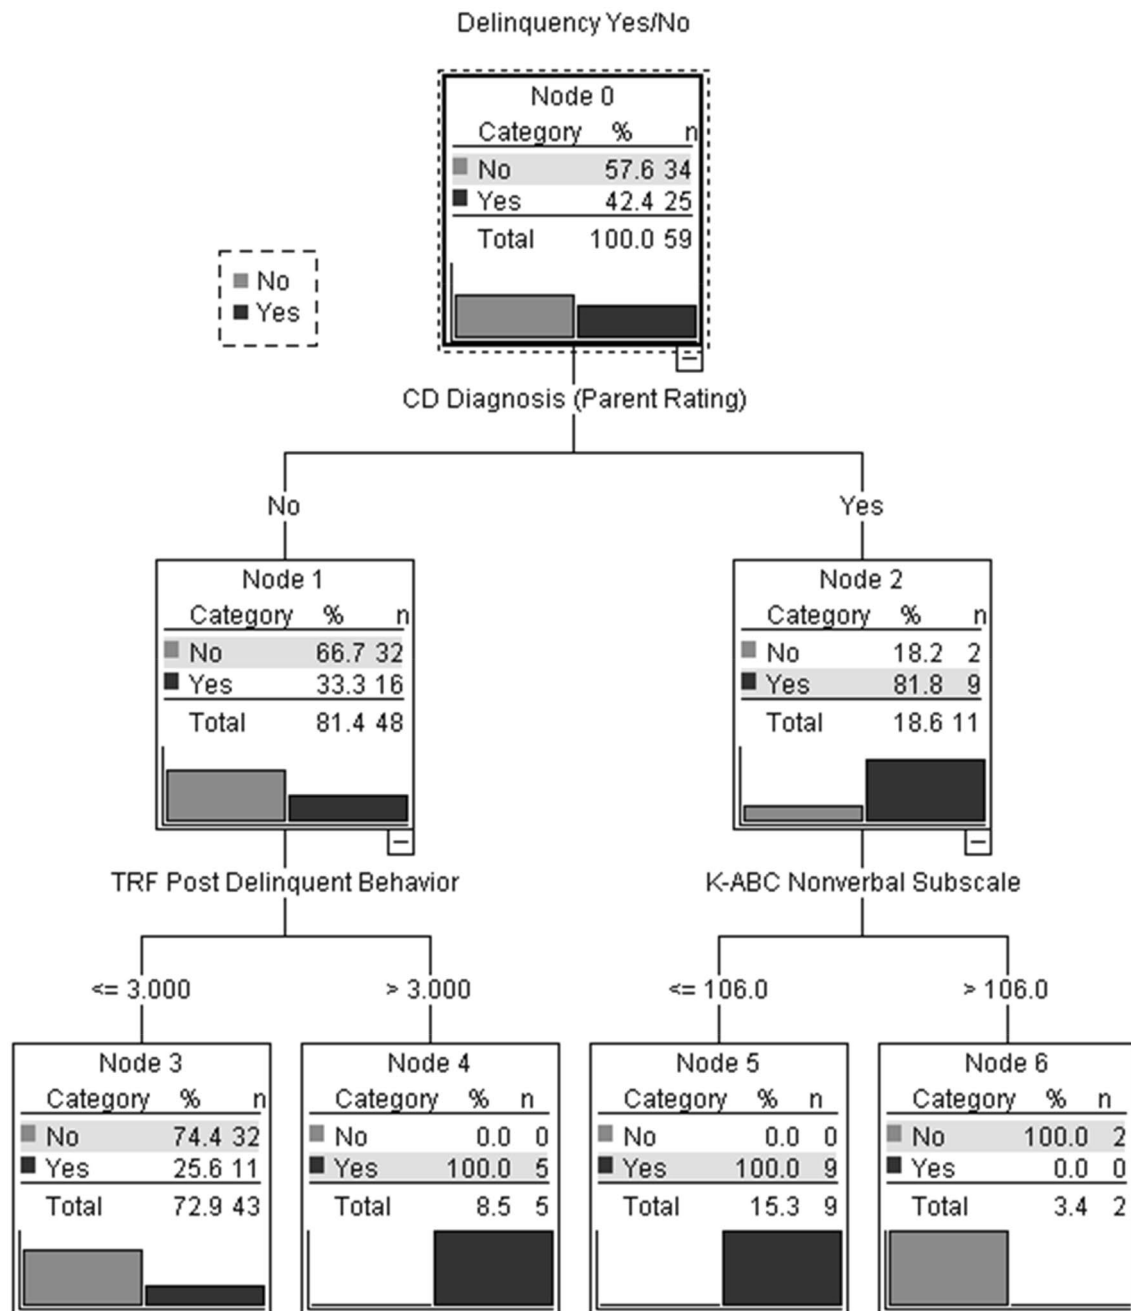 Delinquency Yes/No
Node 0
Category % n
No 57.6 34
Yes 42.4 25
Total 100.0 59
No
Yes
CD Diagnosis (Parent Rating)
No
Yes
Node 1
Category % n
No 66.7 32
Yes 33.3 16
Total 81.4 48
Node 2
Category % n
No 18.2 2
Yes 81.8 9
Total 18.6 11
TRF Post Delinquent Behavior
K-ABC Nonverbal Subscale
<= 3.000
> 3.000
<= 106.0
> 106.0
Node 3
Category % n
No 74.4 32
Yes 25.6 11
Total 72.9 43
Node 4
Category % n
No 0.0 0
Yes 100.0 5
Total 8.5 5
Node 5
Category % n
No 0.0 0
Yes 100.0 9
Total 15.3 9
Node 6
Category % n
No 100.0 2
Yes 0.0 0
Total 3.4 2